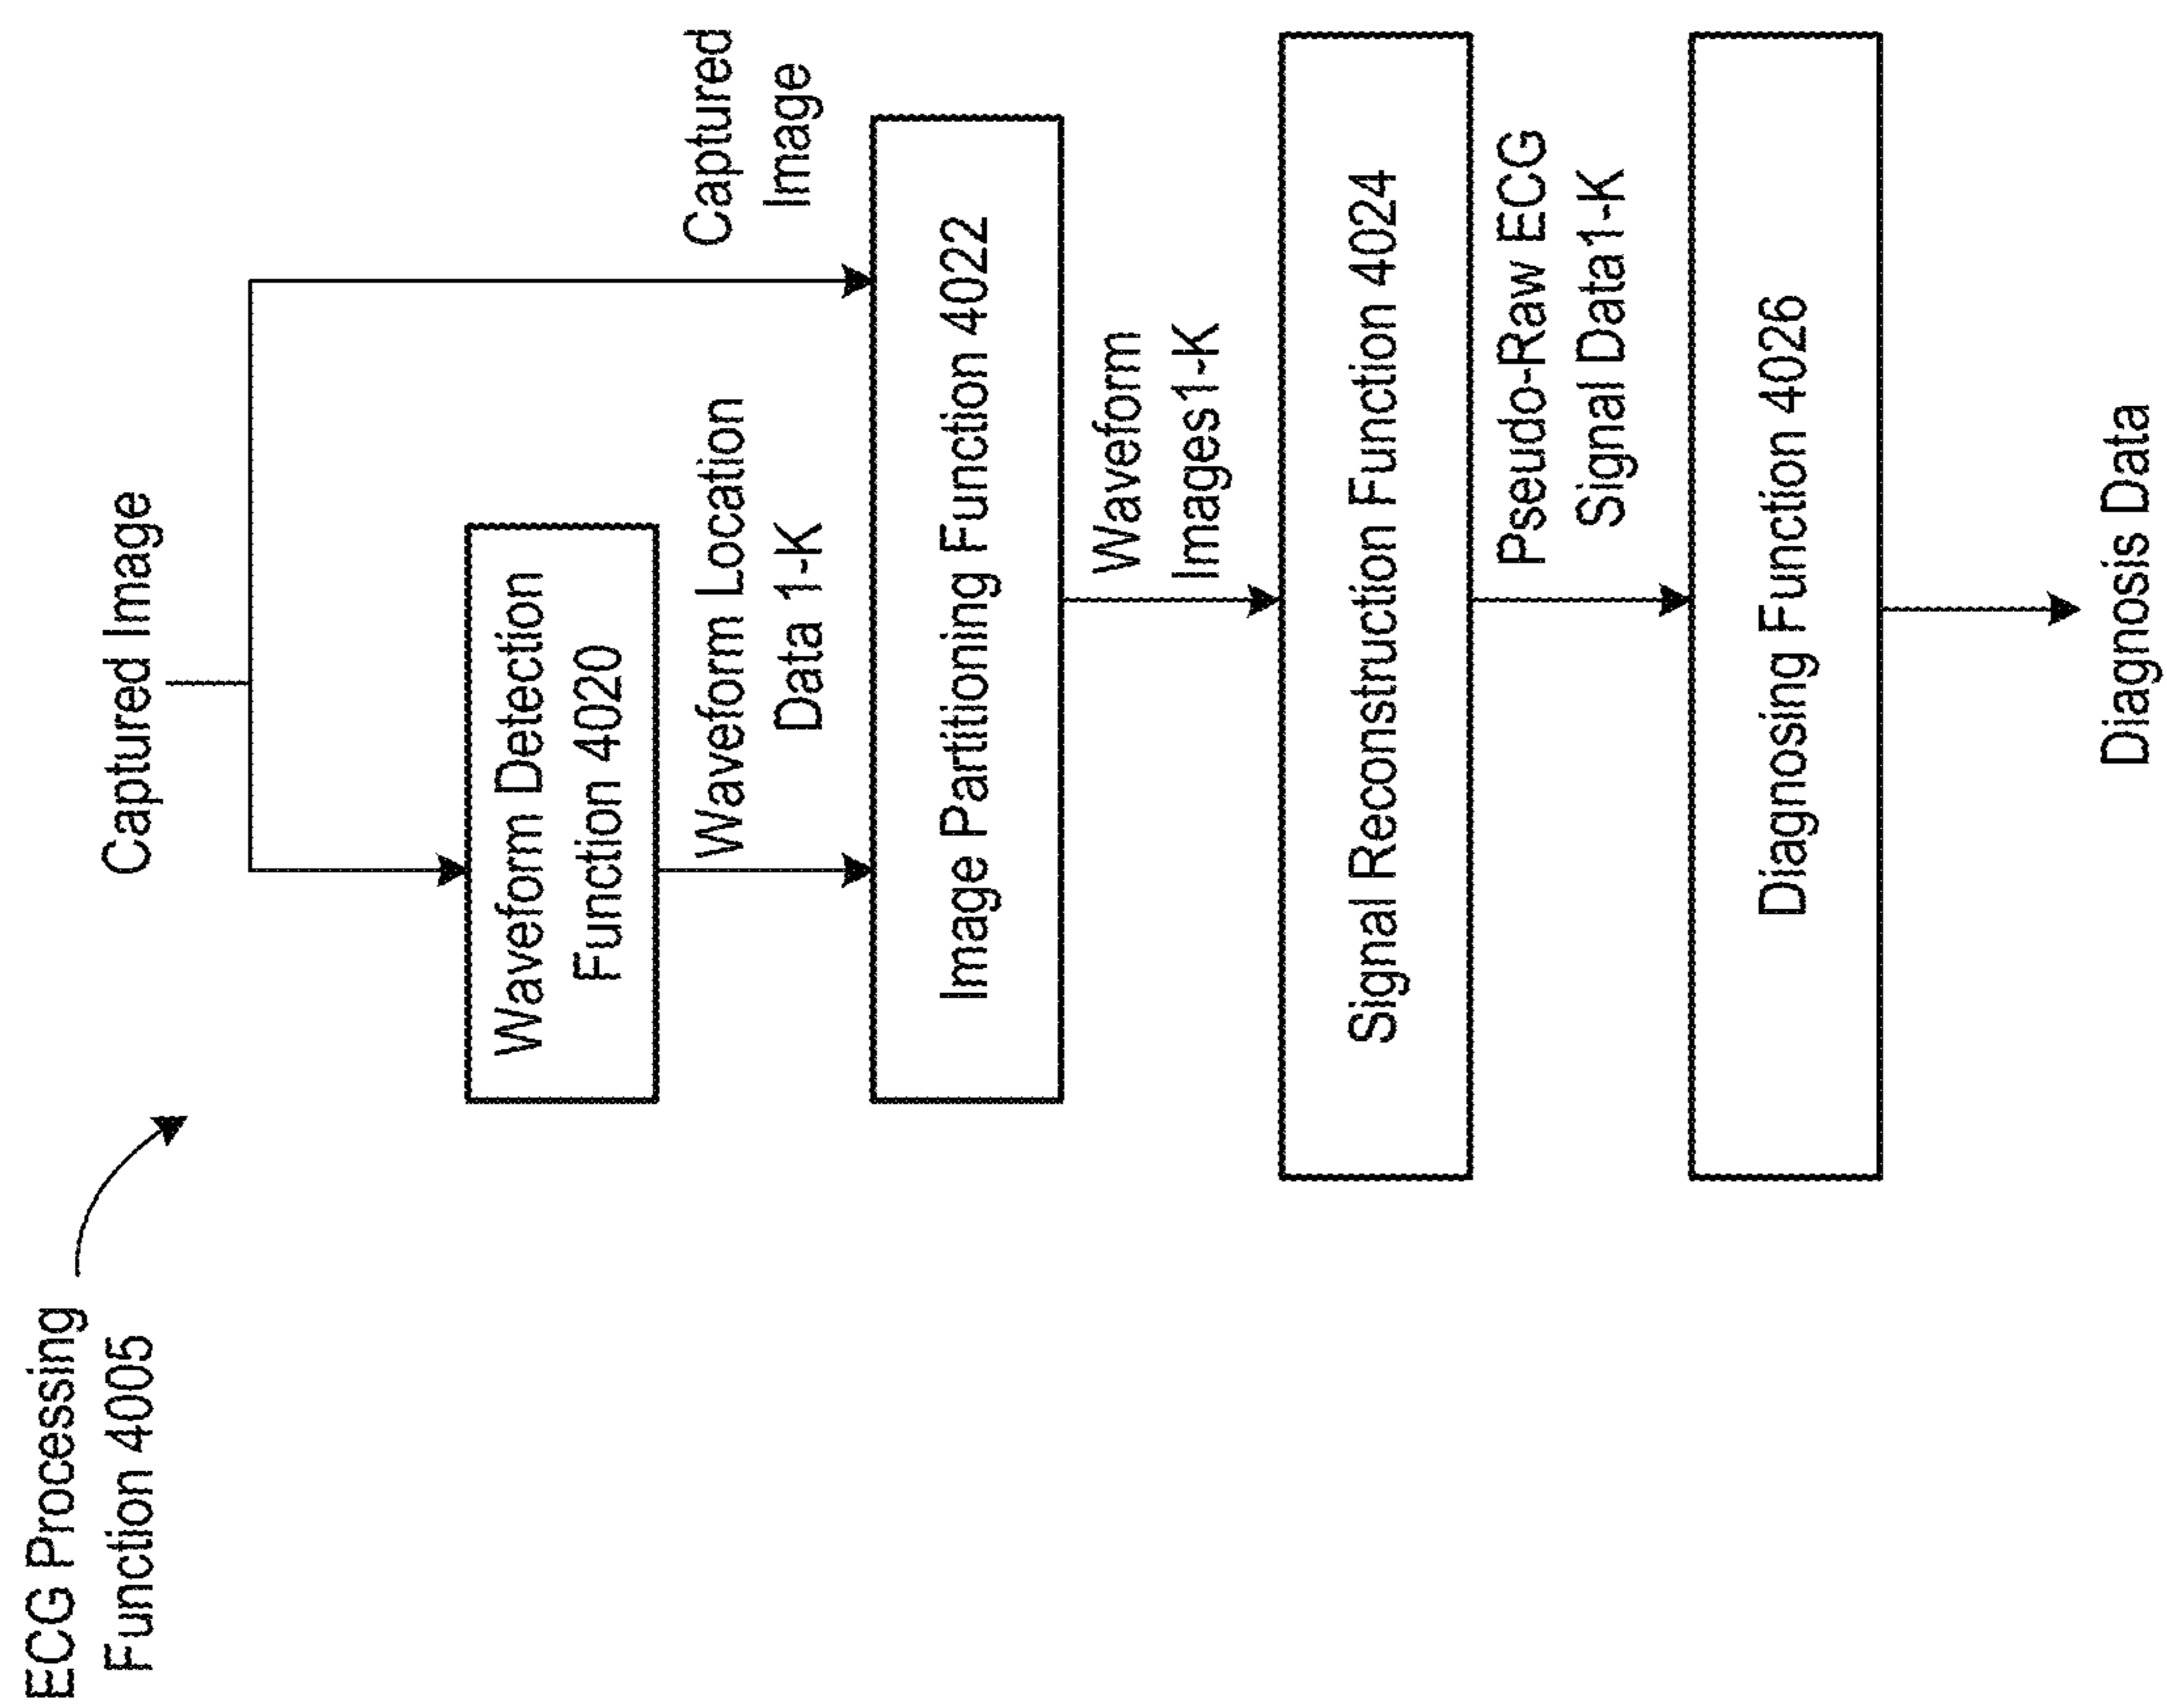 ECG Processing
Function 4005
Captured Image
Waveform Detection
Function 4020
Waveform Location
Data 1-K
Captured
Image
Image Partitioning Function 4022
Waveform
Images1-K
Signal Reconstruction Function 4024
Pseudo-Raw ECG
Signal Data1-K
Diagnosing Function 4026
Diagnosis Data